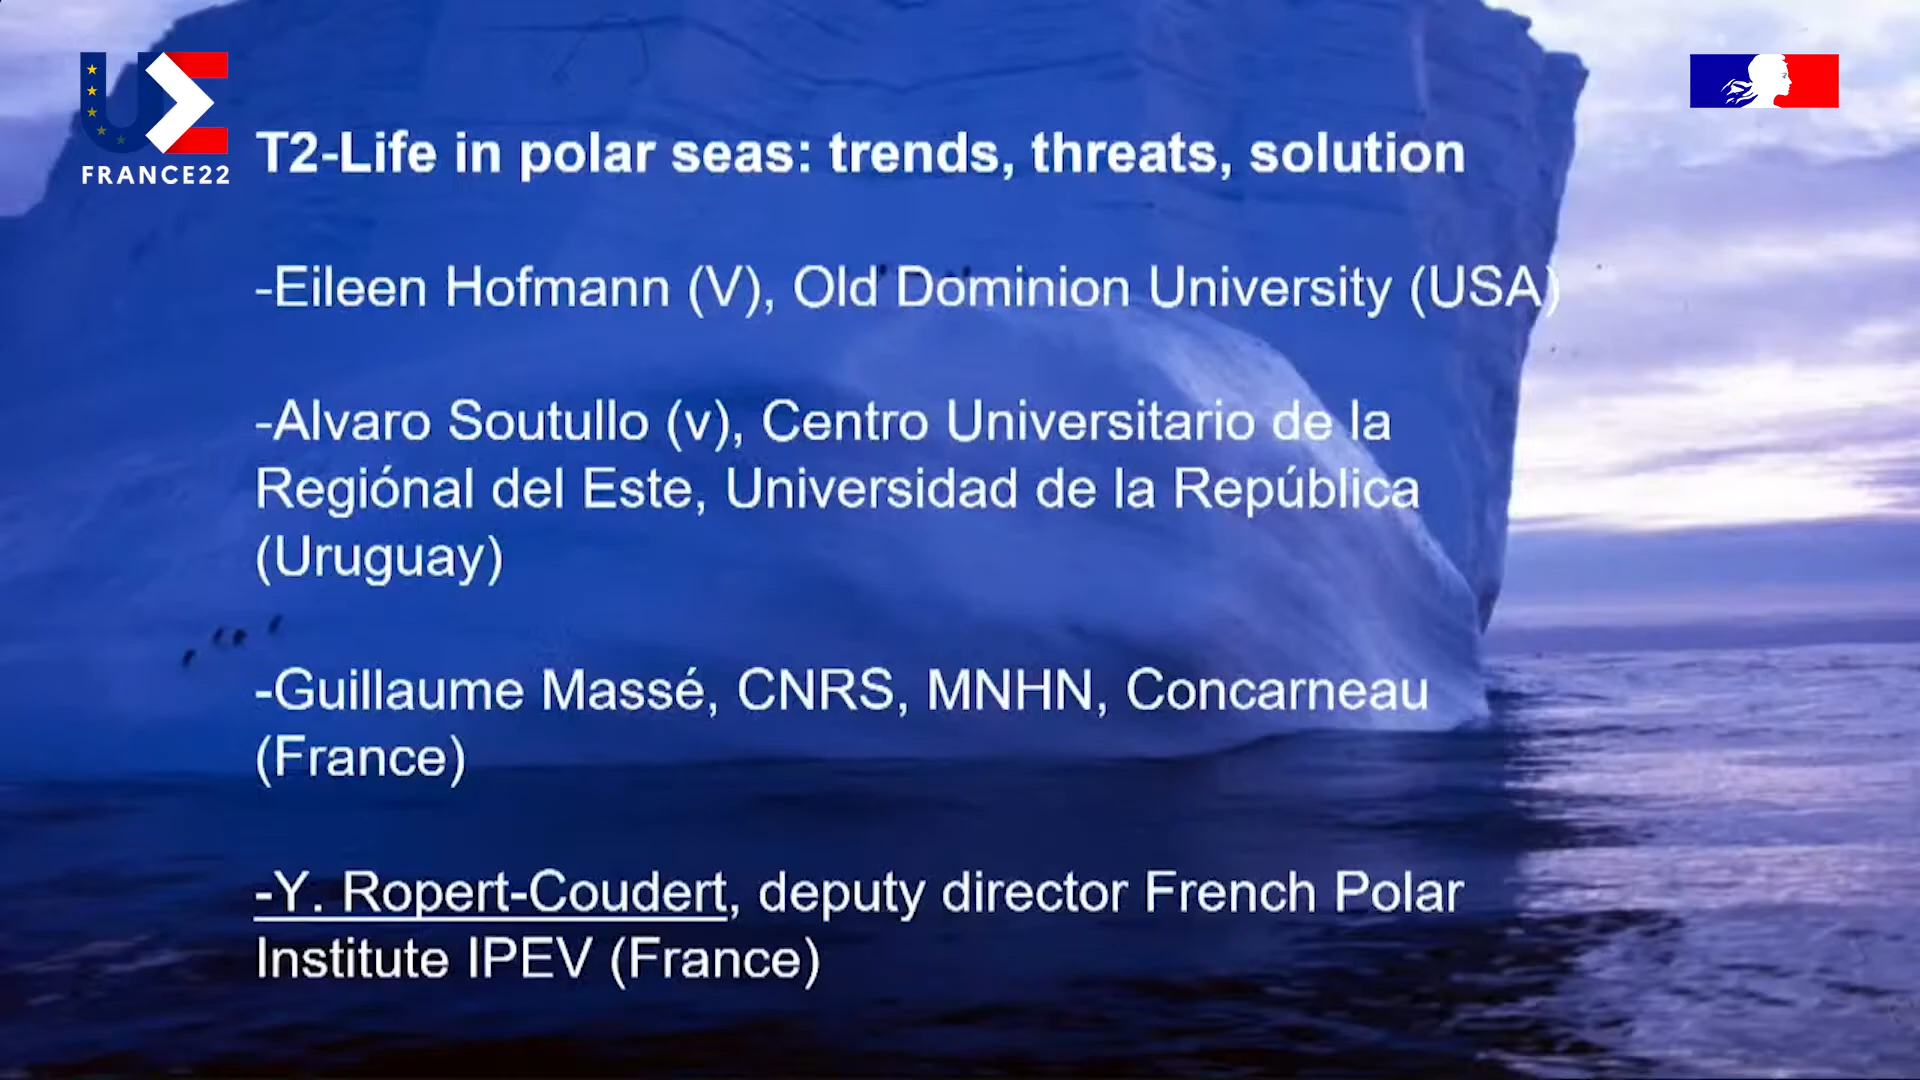 UE
FRANCE22
T2-Life in polar seas: trends, threats, solution
-Eileen Hofmann (V), Old Dominion University (USA)
-Alvaro Soutullo (v), Centro Universitario de la
Regiónal del Este, Universidad de la República
(Uruguay)
-Guillaume Massé, CNRS, MNHN, Concarneau
(France)
-Y. Ropert-Coudert, deputy director French Polar
Institute IPEV (France)